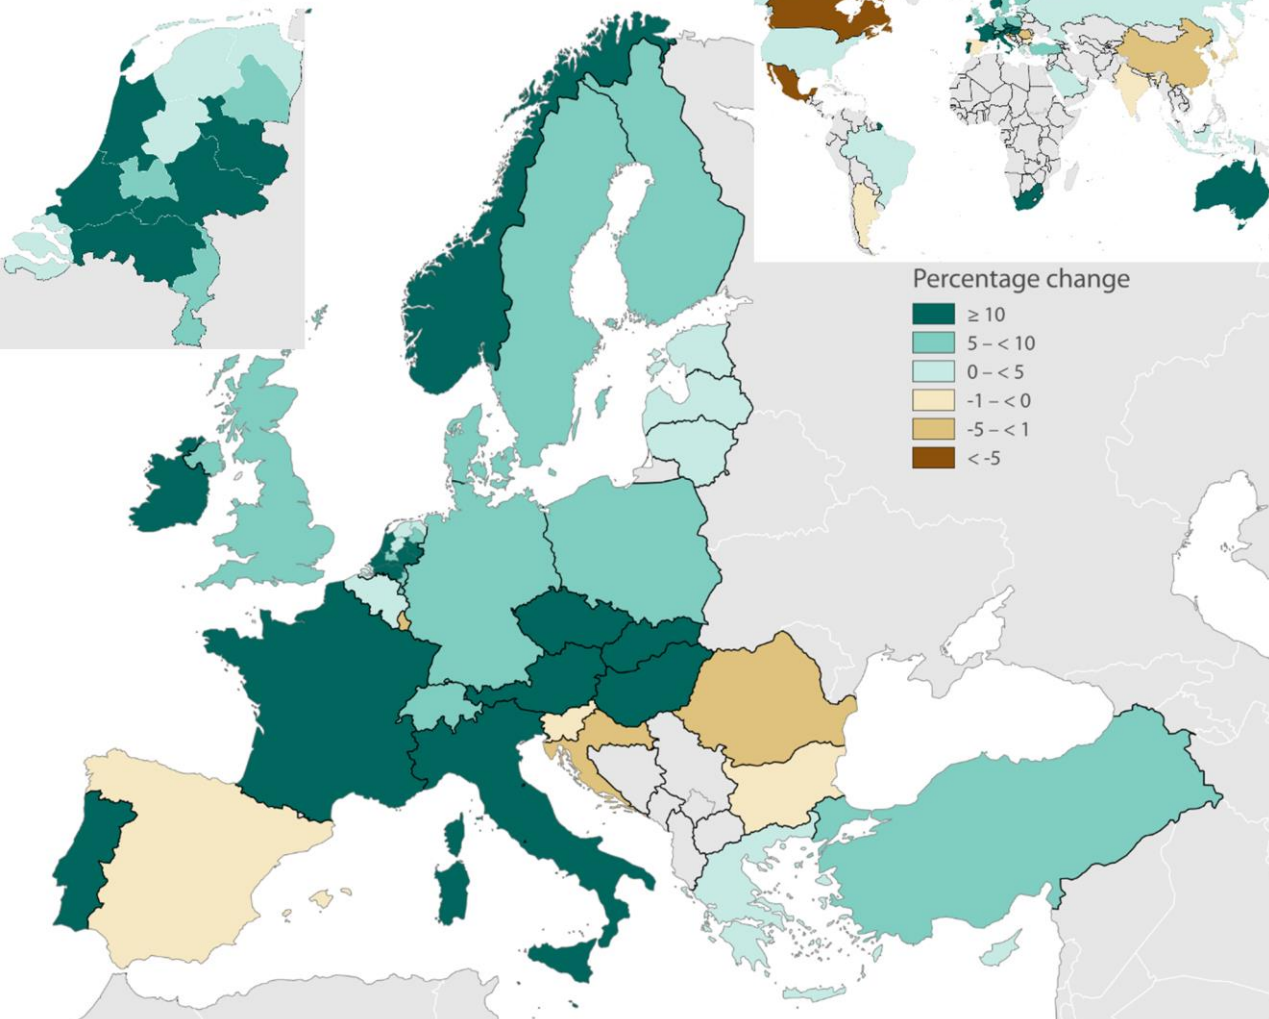 Percentage change
≥ 10
5 – < 10
0 – < 5
-1 – < 0
-5 – < 1
< -5